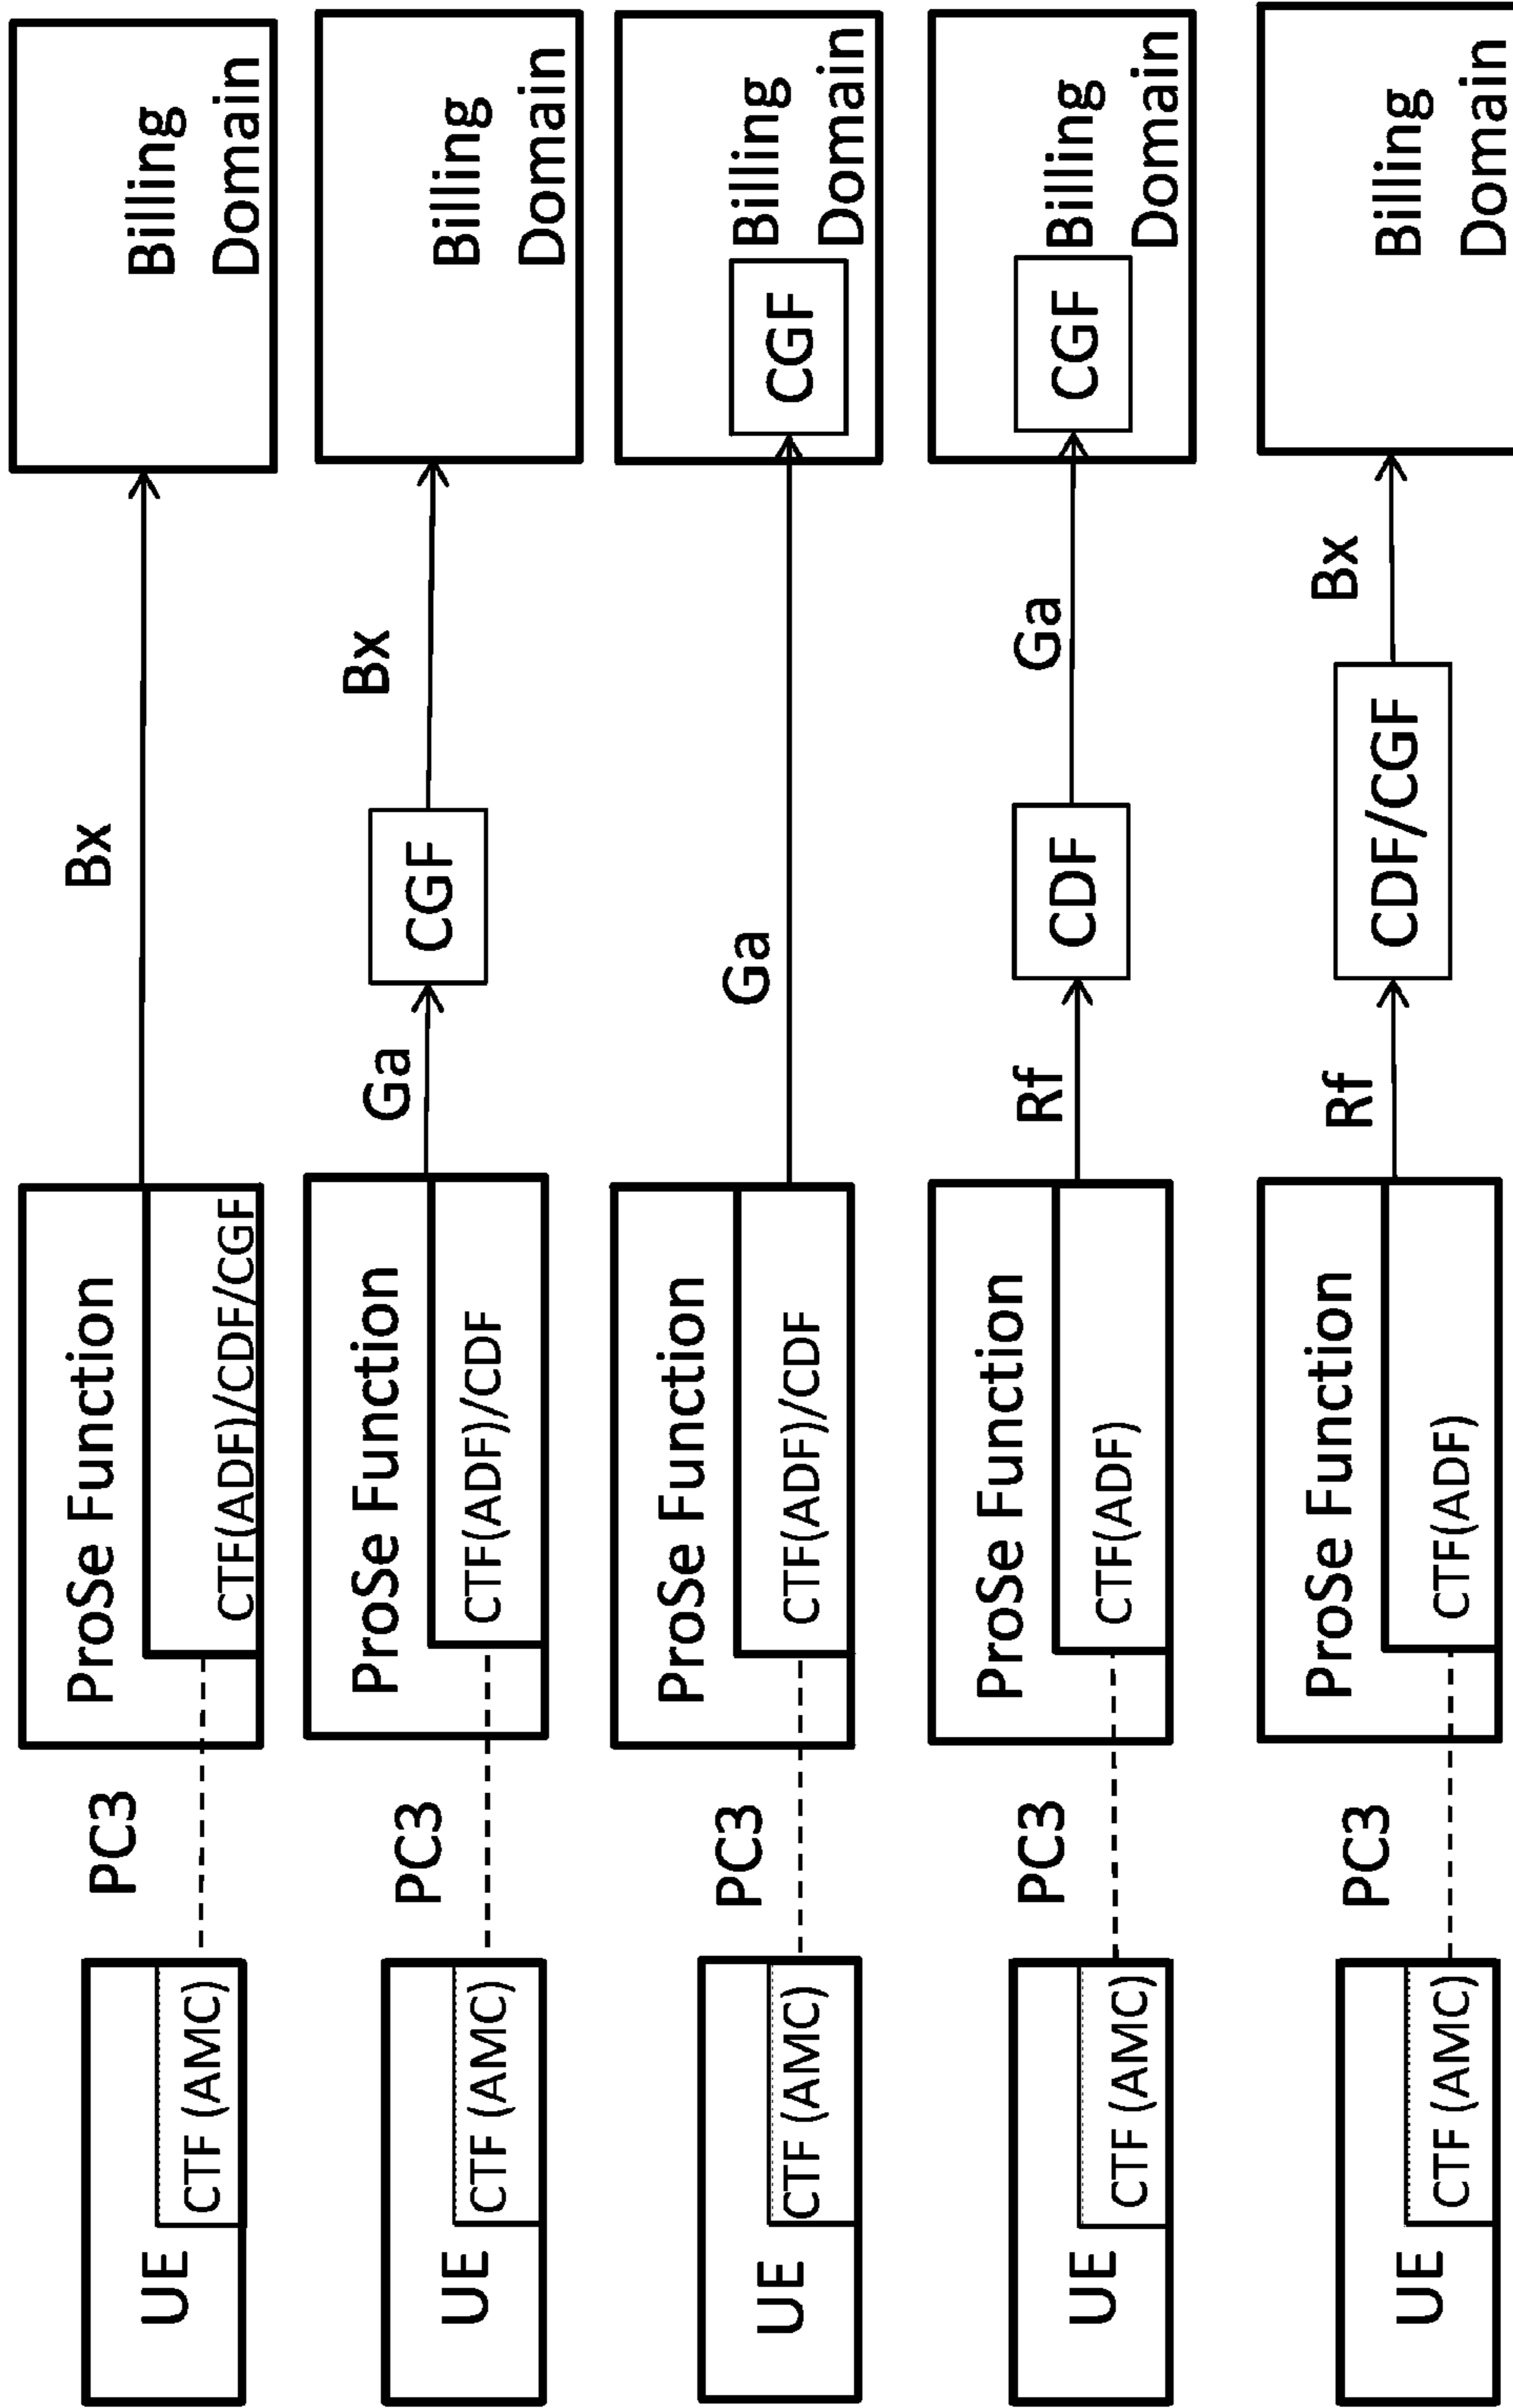 UE
CTF (AMC)
PC3
ProSe Function
CTF(ADF)/CDF/CGF
Bx
Billing
Domain
UE
CTF (AMC)
PC3
ProSe Function
CTF(ADF)/CDF
Ga
CGF
Bx
Billing
Domain
UE
CTF (AMC)
PC3
ProSe Function
CTF(ADF)/CDF
Ga
CGF
Billing
Domain
UE
CTF (AMC)
PC3
ProSe Function
CTF(ADF)
Rf
CDF
Ga
CGF
Billing
Domain
UE
CTF (AMC)
PC3
ProSe Function
CTF(ADF)
Rf
CDF/CGF
Bx
Billing
Domain